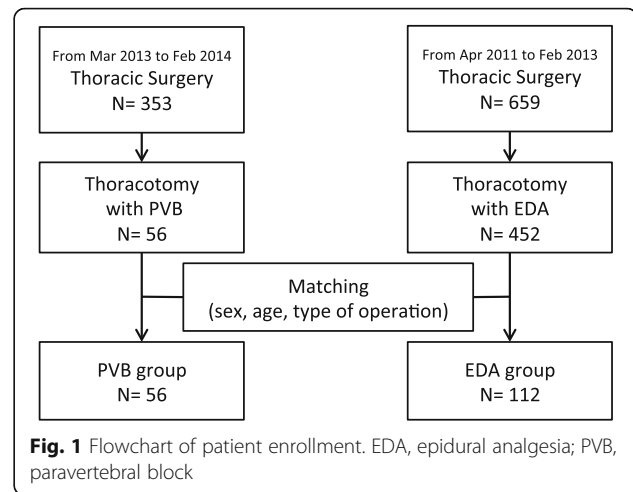 From Mar 2013 to Feb 2014
Thoracic Surgery
N= 353
From Apr 2011 to Feb 2013
Thoracic Surgery
N= 659
Thoracotomy
with PVB
N= 56
Thoracotomy
with EDA
N= 452
Matching
(sex, age, type of operation)
PVB group
N= 56
EDA group
N= 112
Fig. 1 Flowchart of patient enrollment. EDA, epidural analgesia; PVB,
paravertebral block